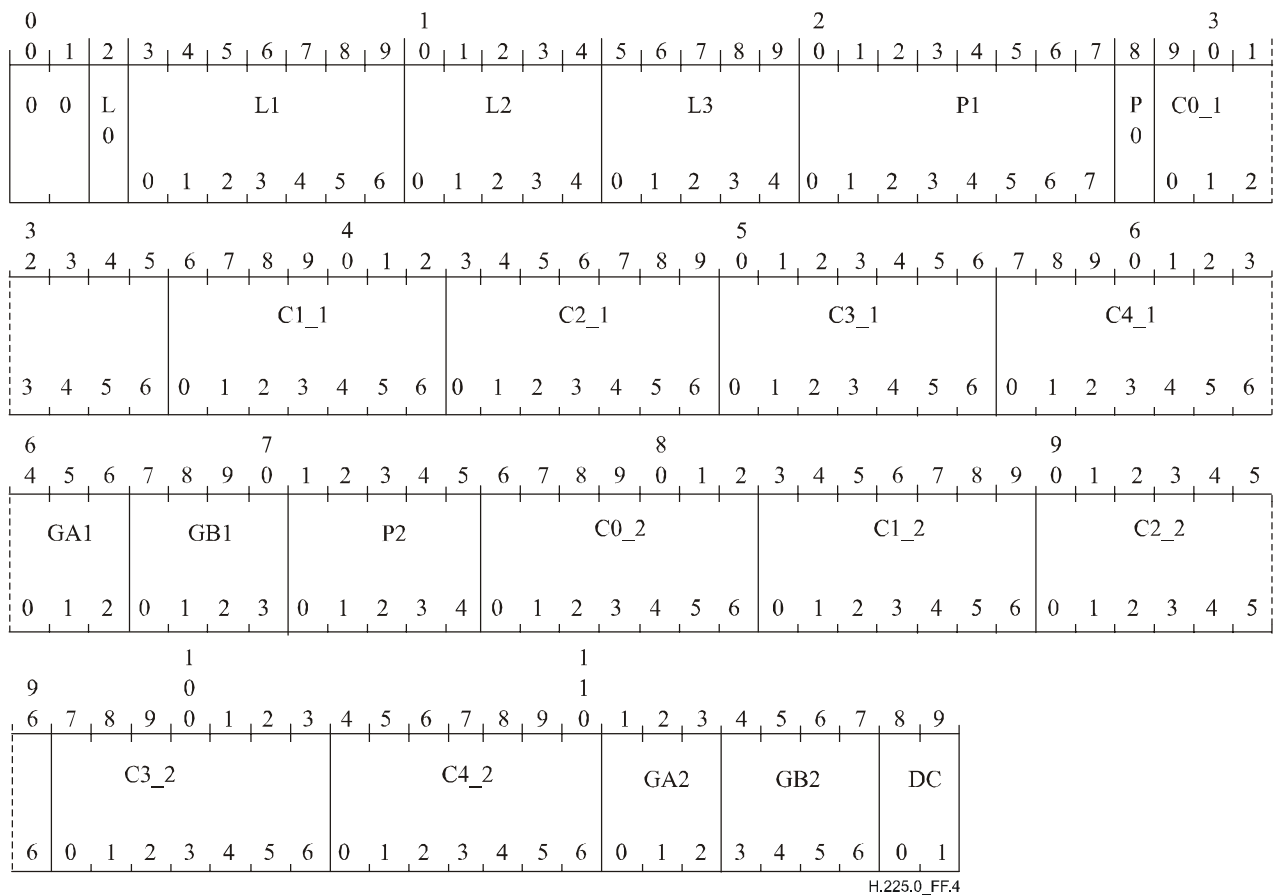 0 1 2 3
0 1 2 3 4 5 6 7 8 9 0 1 2 3 4 5 6 7 8 9 0 1 2 3 4 5 6 7 8 9 0 1
0 0 L L1 L2 L3 P1 P C0_1
0 0
0 1 2 3 4 5 6 0 1 2 3 4 0 1 2 3 4 0 1 2 3 4 5 6 7 0 1 2
3 4 5 6
2 3 4 5 6 7 8 9 0 1 2 3 4 5 6 7 8 9 0 1 2 3 4 5 6 7 8 9 0 1 2 3
C1_1 C2_1 C3_1 C4_1
3 4 5 6 0 1 2 3 4 5 6 0 1 2 3 4 5 6 0 1 2 3 4 5 6 0 1 2 3 4 5 6
6 7 8 9
4 5 6 7 8 9 0 1 2 3 4 5 6 7 8 9 0 1 2 3 4 5 6 7 8 9 0 1 2 3 4 5
GA1 GB1 P2 C0_2 C1_2 C2_2
0 1 2 0 1 2 3 0 1 2 3 4 0 1 2 3 4 5 6 0 1 2 3 4 5 6 0 1 2 3 4 5
1 1
9 0 1
6 7 8 9 0 1 2 3 4 5 6 7 8 9 0 1 2 3 4 5 6 7 8 9
C3_2 C4_2 GA2 GB2 DC
6 0 1 2 3 4 5 6 0 1 2 3 4 5 6 0 1 2 3 4 5 6 0 1
H.225.0_FF.4